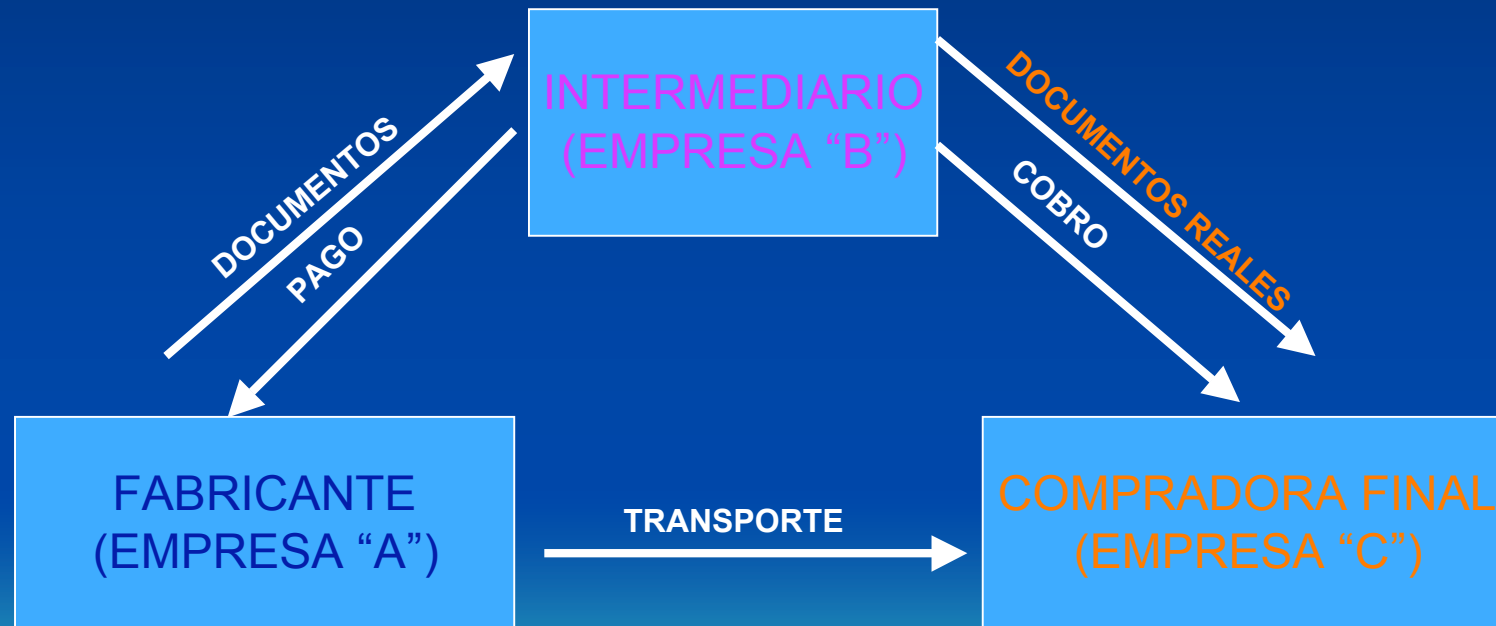 INTERMEDIARIO
(EMPRESA “B”)
DOCUMENTOS
PAGO
DOCUMENTOS REALES
COBRO
FABRICANTE
(EMPRESA “A”)
TRANSPORTE
COMPRADORA FINAL
(EMPRESA “C”)